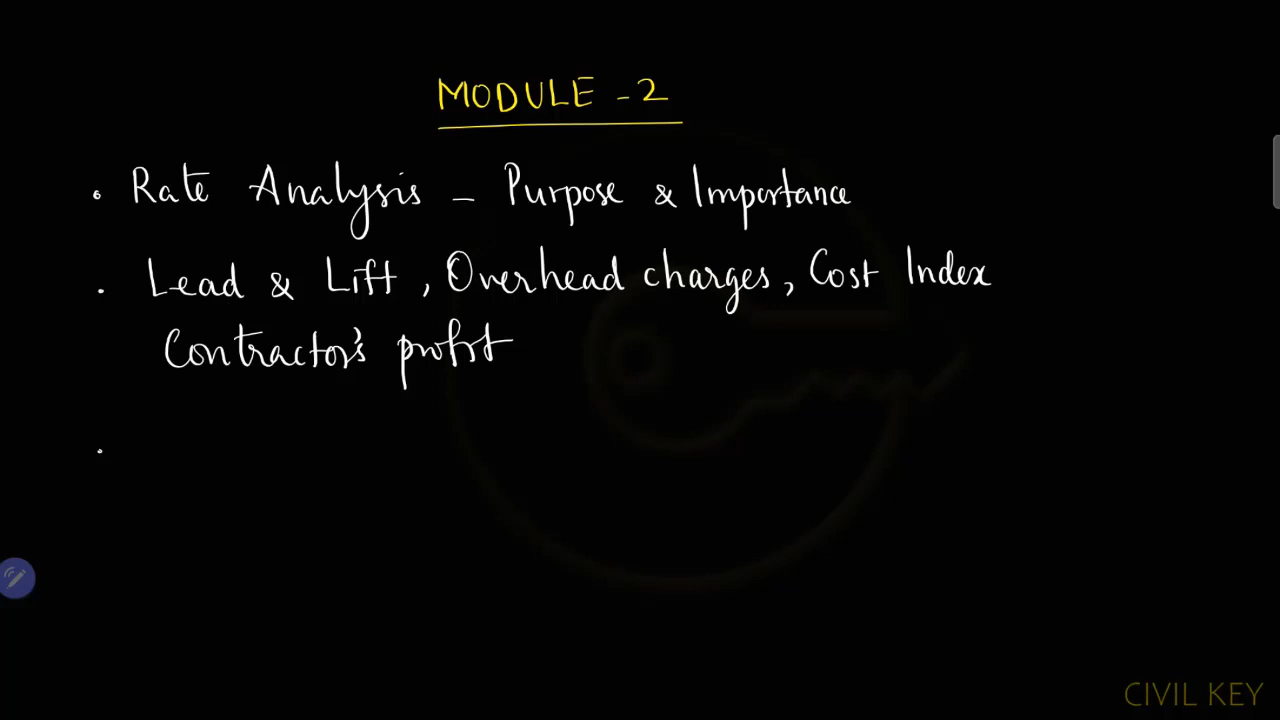 MODULE - 2
• Rate Analysis - Purpose & Importance
• Lead & Lift, Overhead charges, Cost Index
Contractor's profit
•
CIVIL KEY